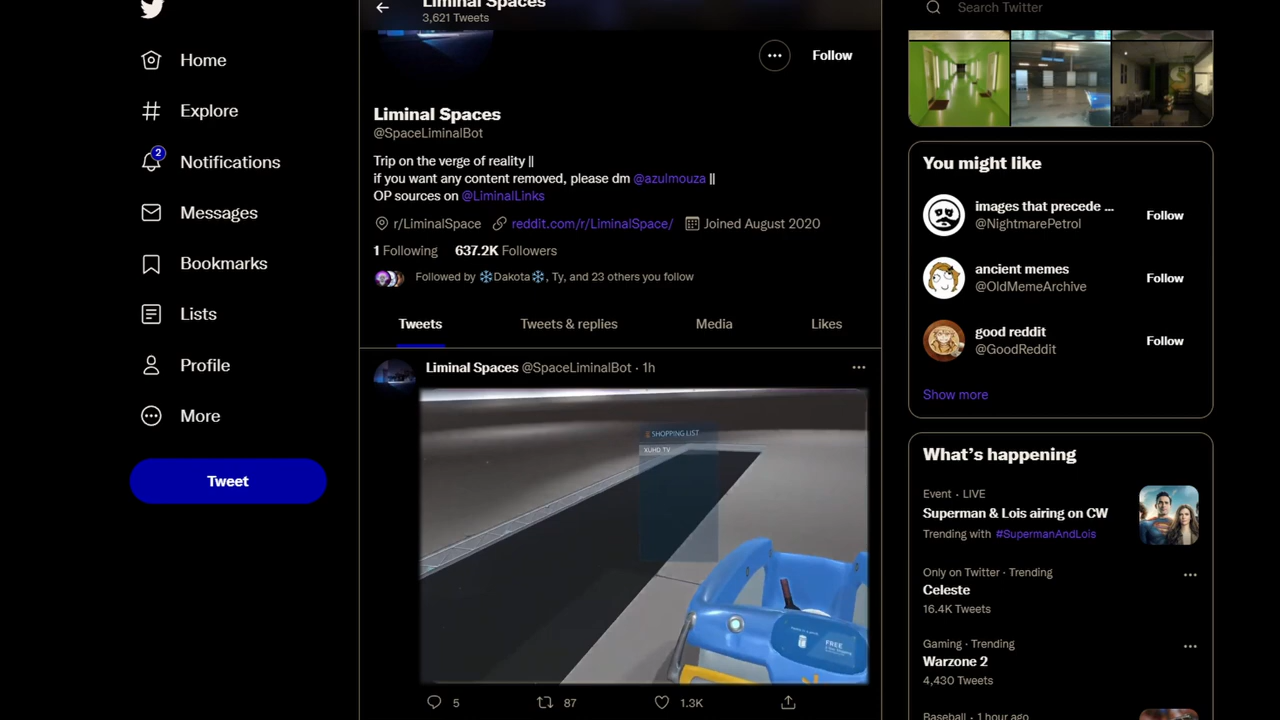 Liminal Spaces
3,621 Tweets
Search Twitter
Home
Explore
2
Notifications
Messages
Bookmarks
Lists
Profile
More
Tweet
Follow
Liminal Spaces
@SpaceLiminalBot
Trip on the verge of reality ||
if you want any content removed, please dm @azulmouza ||
OP sources on @LiminalLinks
r/LiminalSpace reddit.com/r/LiminalSpace/ Joined August 2020
1 Following 637.2K Followers
Followed by ❄Dakota❄, Ty, and 23 others you follow
Tweets Tweets & replies Media Likes
Liminal Spaces @SpaceLiminalBot · 1h
SHOPPING LIST
XUHD TV
FREE
5 87 1.3K
You might like
images that precede ...
@NightmarePetrol
Follow
ancient memes
@OldMemeArchive
Follow
good reddit
@GoodReddit
Follow
Show more
What's happening
Event · LIVE
Superman & Lois airing on CW
Trending with #SupermanAndLois
Only on Twitter · Trending
Celeste
16.4K Tweets
Gaming · Trending
Warzone 2
4,430 Tweets
Baseball · 1 hour ago